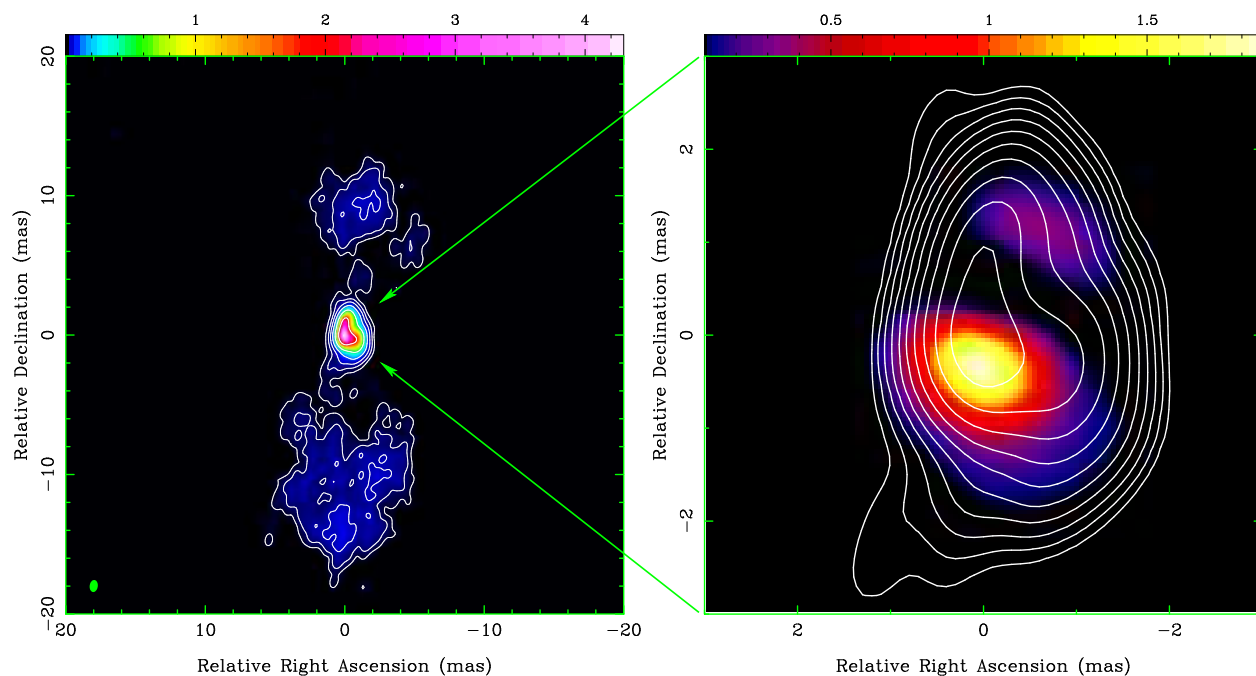 1 2 3 4
0.5 1 1.5
20
10
0
−10
−20
Relative Declination (mas)
20 10 0 −10 −20
Relative Right Ascension (mas)
2
0
−2
Relative Declination (mas)
2 0 −2
Relative Right Ascension (mas)